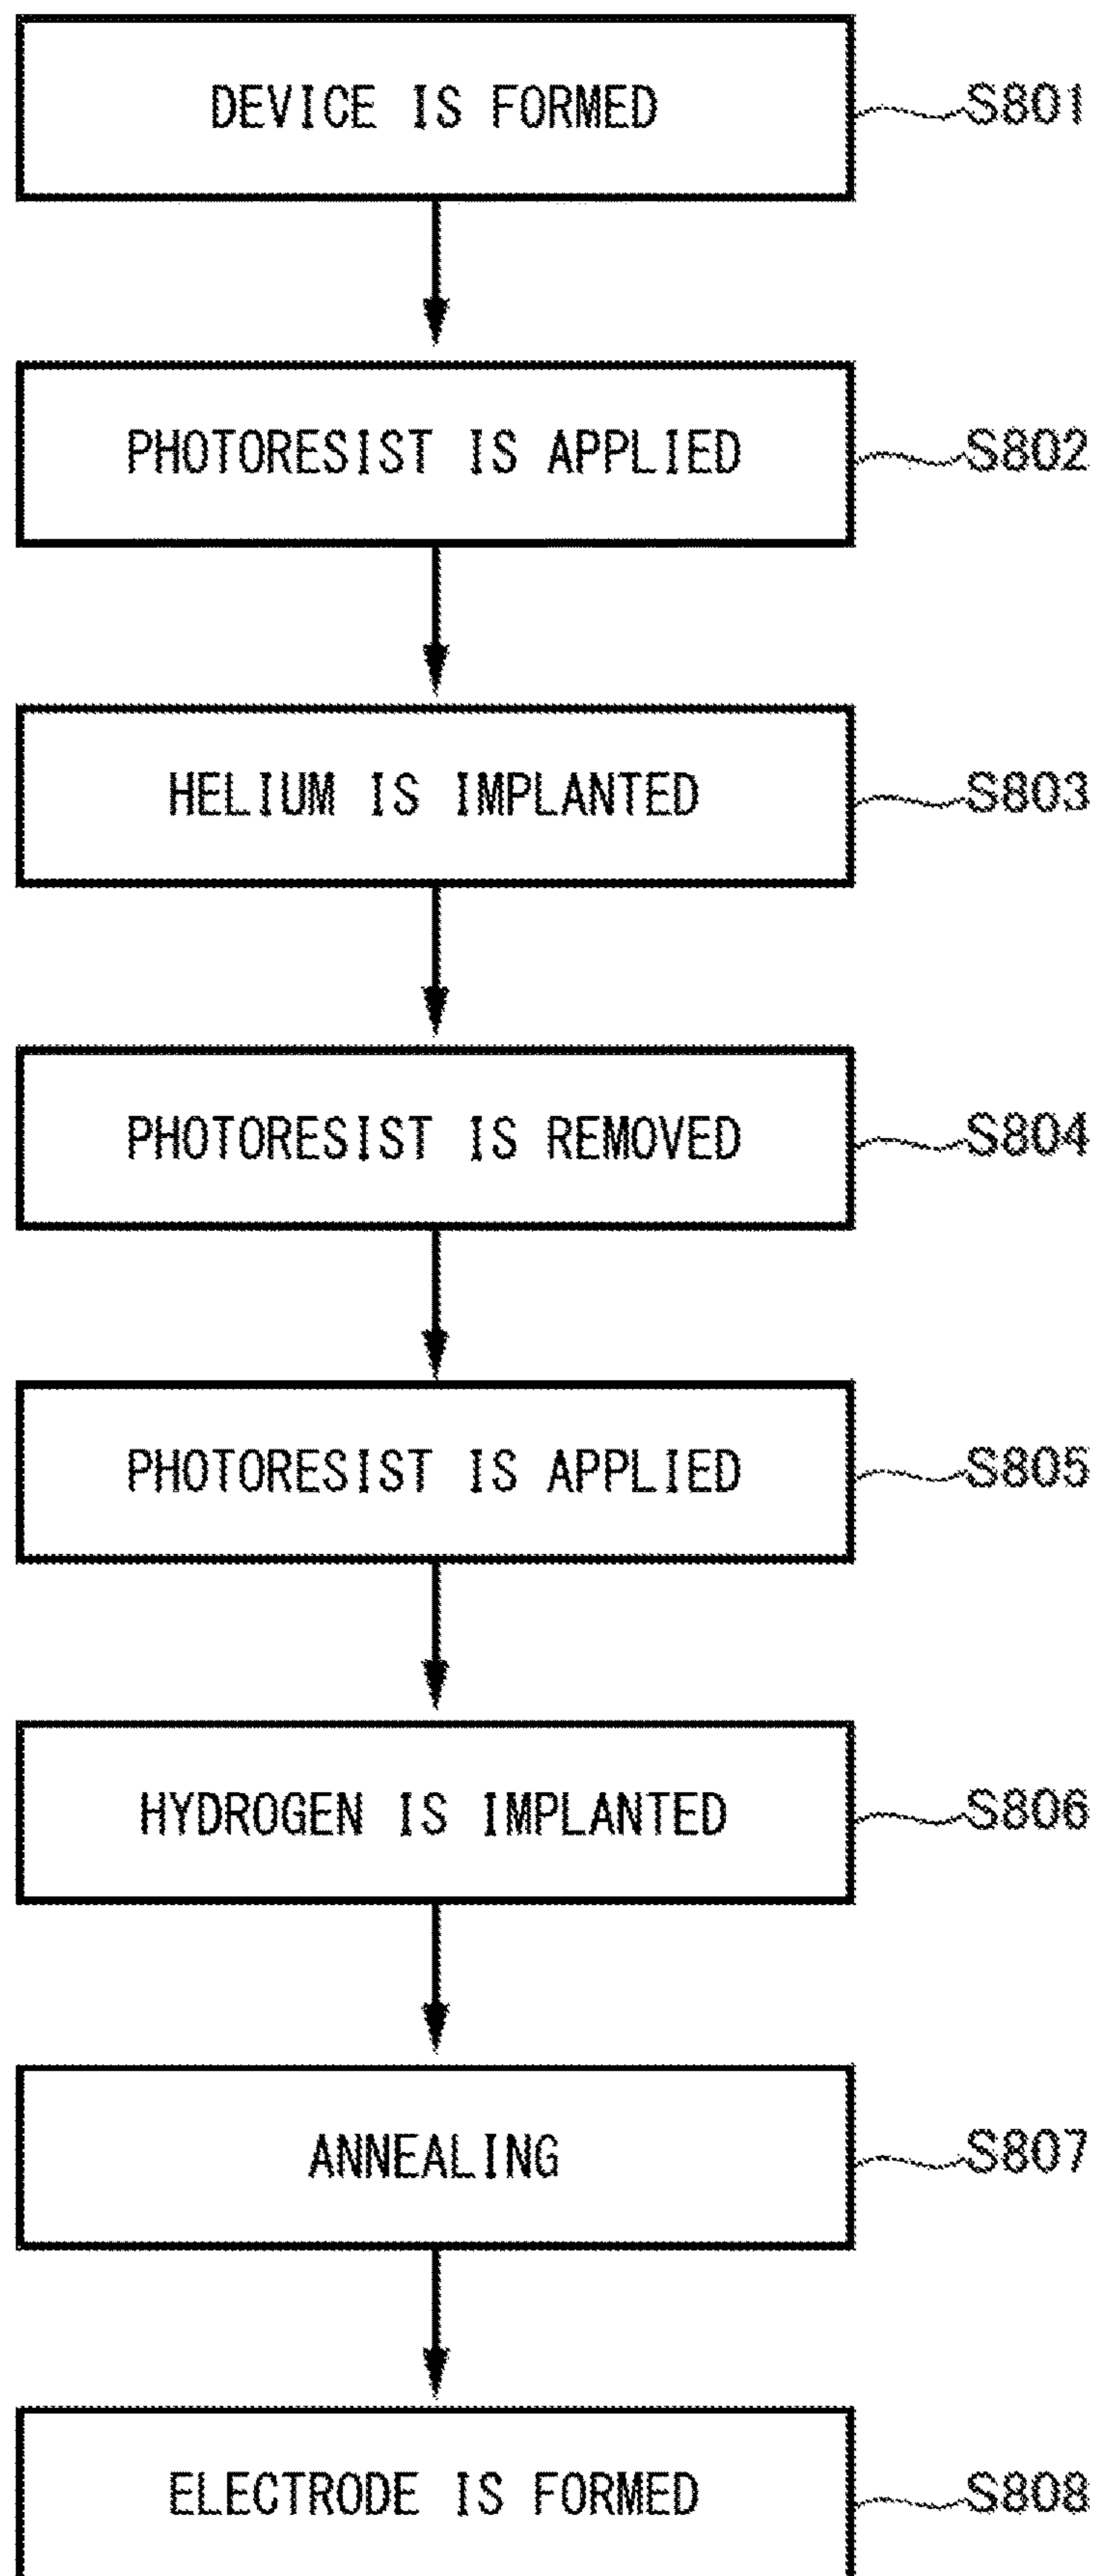 DEVICE IS FORMED S801
PHOTORESIST IS APPLIED S802
HELIUM IS IMPLANTED S803
PHOTORESIST IS REMOVED S804
PHOTORESIST IS APPLIED S805
HYDROGEN IS IMPLANTED S806
ANNEALING S807
ELECTRODE IS FORMED S808